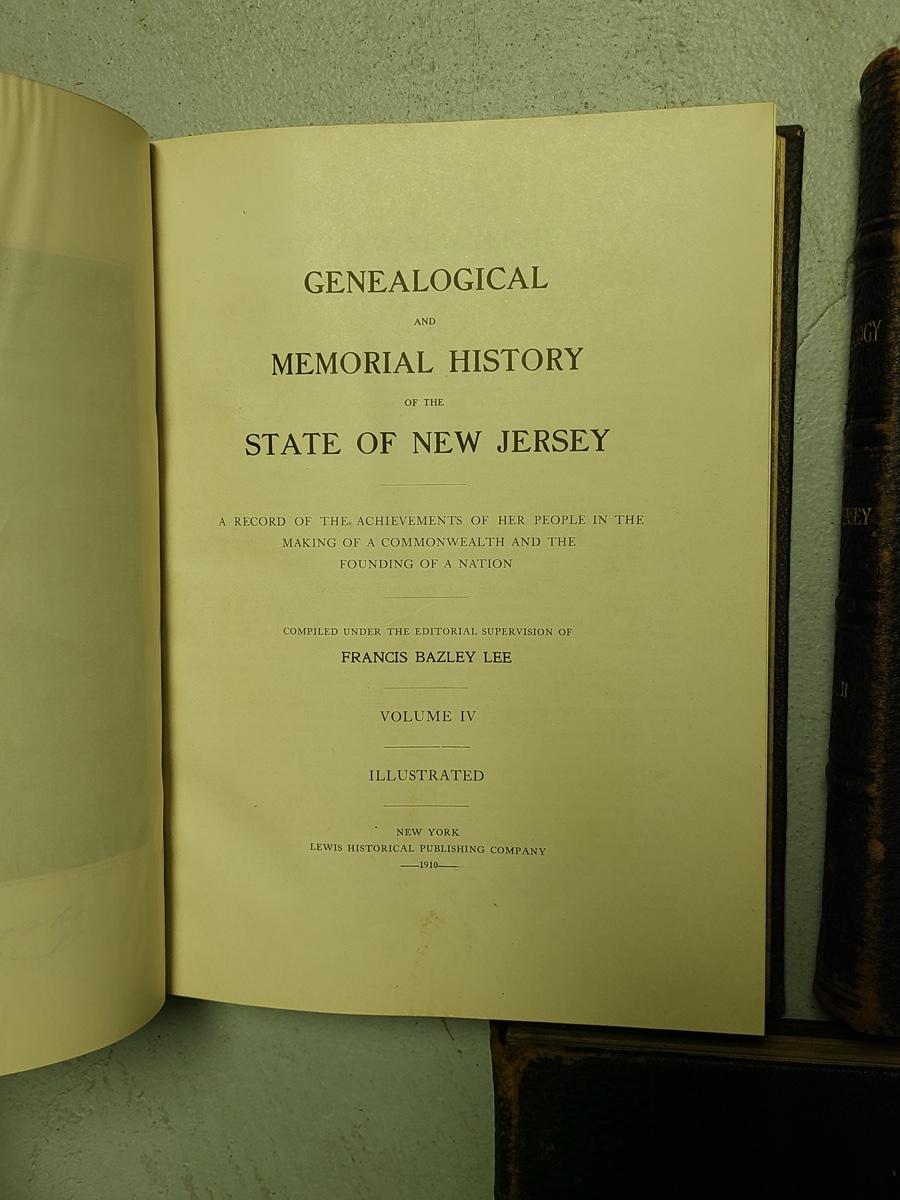 GENEALOGICAL
AND
MEMORIAL HISTORY
OF THE
STATE OF NEW JERSEY
A RECORD OF THE ACHIEVEMENTS OF HER PEOPLE IN THE
MAKING OF A COMMONWEALTH AND THE
FOUNDING OF A NATION
COMPILED UNDER THE EDITORIAL SUPERVISION OF
FRANCIS BAZLEY LEE
VOLUME IV
ILLUSTRATED
NEW YORK
LEWIS HISTORICAL PUBLISHING COMPANY
1910